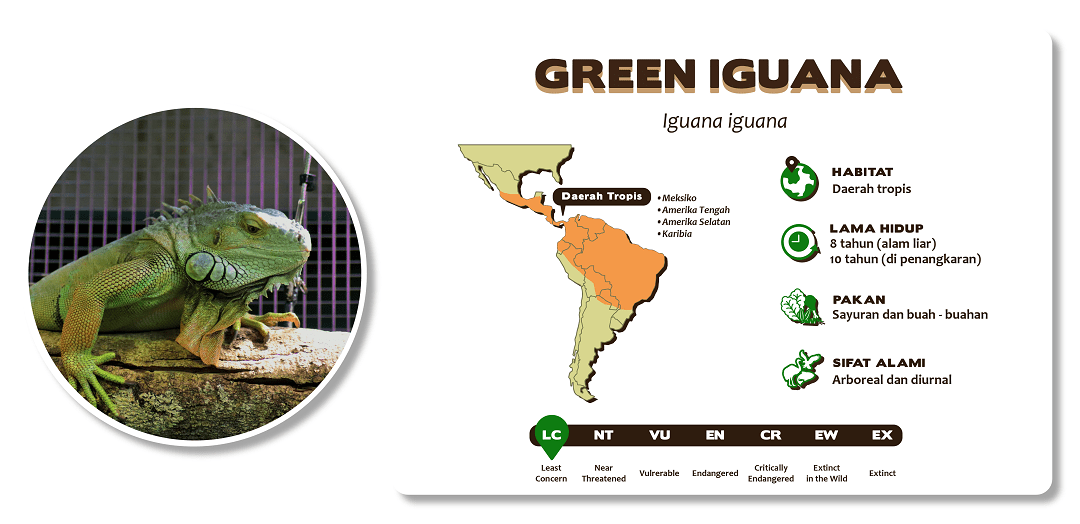 GREEN IGUANA
Iguana iguana
Daerah Tropis
•Meksiko
•Amerika Tengah
•Amerika Selatan
•Karibia
HABITAT
Daerah tropis
LAMA HIDUP
8 tahun (alam liar)
10 tahun (di penangkaran)
PAKAN
Sayuran dan buah - buahan
SIFAT ALAMI
Arboreal dan diurnal
LC NT VU EN CR EW EX
Least Concern
Near Threatened
Vulrerable
Endangered
Critically Endangered
Extinct in the Wild
Extinct